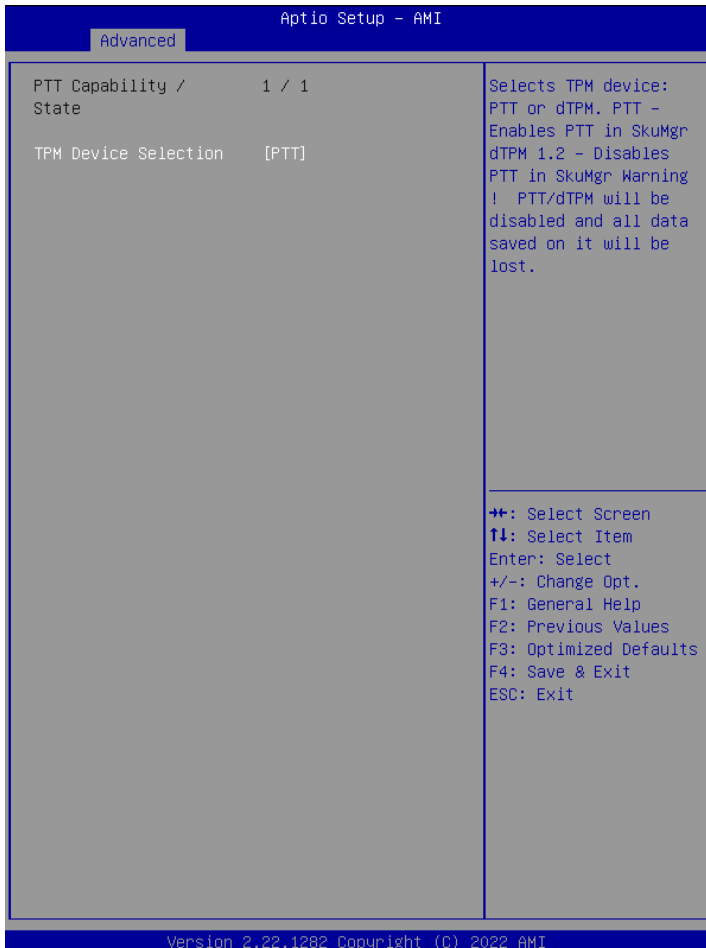 Aptio Setup – AMI
Advanced
PTT Capability / 1 / 1
State
TPM Device Selection [PTT]
Selects TPM device:
PTT or dTPM. PTT -
Enables PTT in SkuMgr
dTPM 1.2 - Disables
PTT in SkuMgr Warning
! PTT/dTPM will be
disabled and all data
saved on it will be
lost.
→←: Select Screen
↑↓: Select Item
Enter: Select
+/-: Change Opt.
F1: General Help
F2: Previous Values
F3: Optimized Defaults
F4: Save & Exit
ESC: Exit
Version 2.22.1282 Copyright (C) 2022 AMI